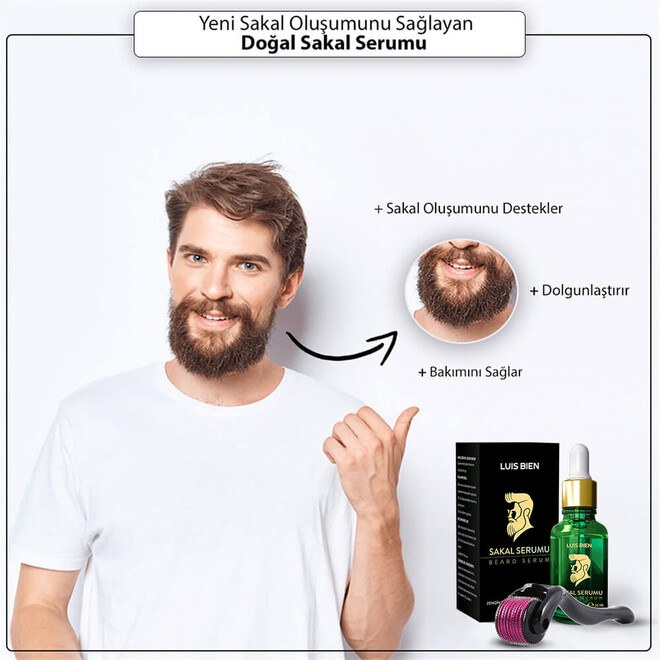 Yeni Sakal Oluşumunu Sağlayan
Doğal Sakal Serumu
+ Sakal Oluşumunu Destekler
+ Dolgunlaştırır
+ Bakımını Sağlar
LUIS BIEN
SAKAL SERUMU
BEARD SERUM
LUIS BIEN
SERUMU